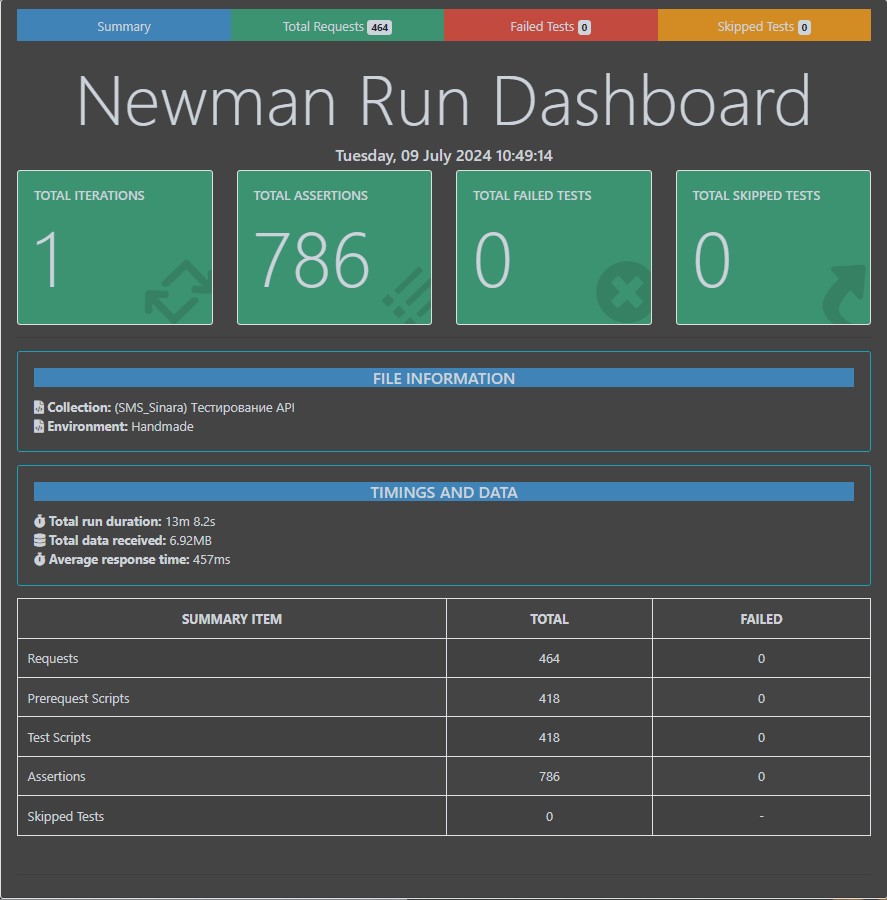 Summary
Total Requests 464
Failed Tests 0
Skipped Tests 0
Newman Run Dashboard
Tuesday, 09 July 2024 10:49:14
TOTAL ITERATIONS
1
TOTAL ASSERTIONS
786
TOTAL FAILED TESTS
0
TOTAL SKIPPED TESTS
0
FILE INFORMATION
Collection: (SMS_Sinara) Тестирование API
Environment: Handmade
TIMINGS AND DATA
Total run duration: 13m 8.2s
Total data received: 6.92MB
Average response time: 457ms
SUMMARY ITEM TOTAL FAILED
Requests 464 0
Prerequest Scripts 418 0
Test Scripts 418 0
Assertions 786 0
Skipped Tests 0 -